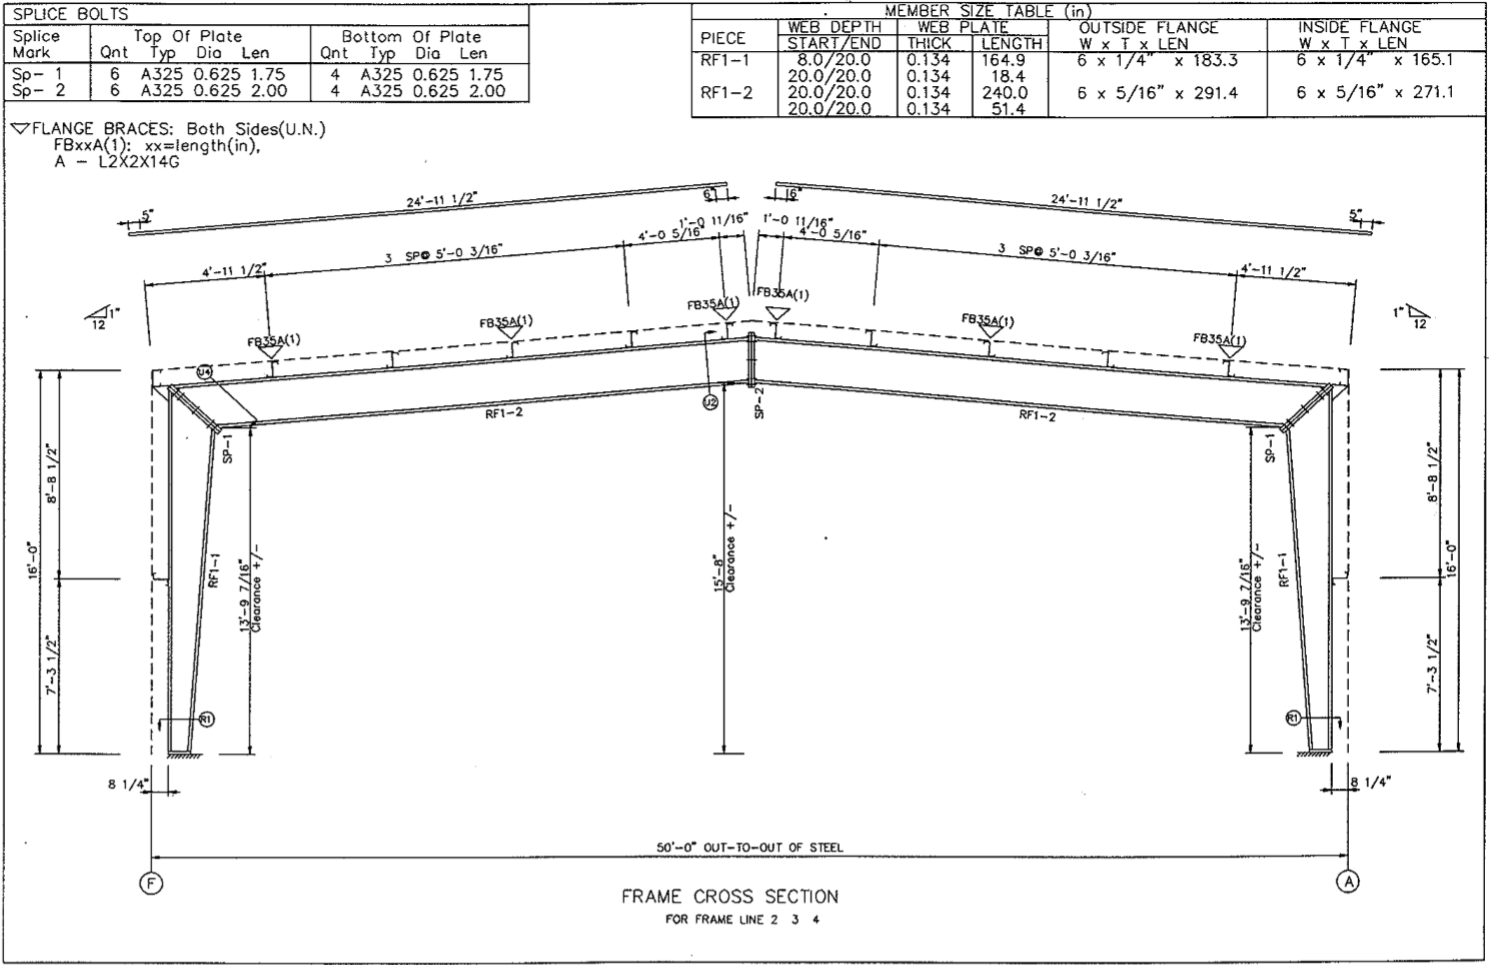 SPLICE BOLTS
Splice Mark Top Of Plate Bottom Of Plate
Qnt Typ Dia Len Qnt Typ Dia Len
Sp- 1 6 A325 0.625 1.75 4 A325 0.625 1.75
Sp- 2 6 A325 0.625 2.00 4 A325 0.625 2.00
MEMBER SIZE TABLE (in)
PIECE WEB DEPTH WEB PLATE OUTSIDE FLANGE INSIDE FLANGE
START/END THICK LENGTH W x T x LEN W x T x LEN
RF1-1 8.0/20.0 0.134 164.9 6 x 1/4" x 183.3 6 x 1/4" x 165.1
20.0/20.0 0.134 18.4
RF1-2 20.0/20.0 0.134 240.0 6 x 5/16" x 291.4 6 x 5/16" x 271.1
20.0/20.0 0.134 51.4
FLANGE BRACES: Both Sides(U.N.)
FBxxA(1): xx=length(in),
A - L2X2X14G
5" 24'-11 1/2" 6" 6" 24'-11 1/2" 5"
4'-11 1/2" 3 SP@ 5'-0 3/16" 4'-0 5/16" 1'-0 11/16" 1'-0 11/16" 4'-0 5/16" 3 SP@ 5'-0 3/16" 4'-11 1/2"
1"
12
FB35A(1) FB35A(1) FB35A(1) FB35A(1) FB35A(1) FB35A(1)
1"
12
U4
U2
RF1-2
SP-2
RF1-2
SP-1
SP-1
8'-8 1/2"
16'-0"
7'-3 1/2"
RF1-1
13'-9 7/16"
Clearance +/-
15'-8"
Clearance +/-
13'-9 7/16"
Clearance +/-
RF1-1
8'-8 1/2"
16'-0"
7'-3 1/2"
R1
R1
8 1/4"
8 1/4"
50'-0" OUT-TO-OUT OF STEEL
F
A
FRAME CROSS SECTION
FOR FRAME LINE 2 3 4